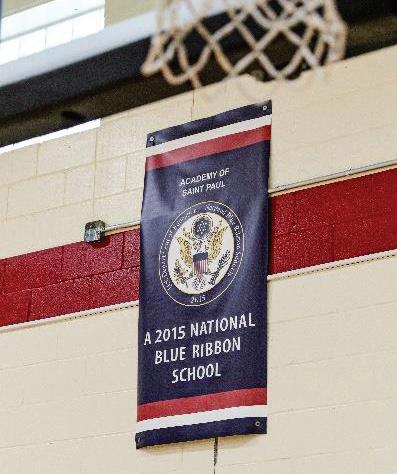 ACADEMY OF
SAINT PAUL
2015
A 2015 NATIONAL
BLUE RIBBON
SCHOOL